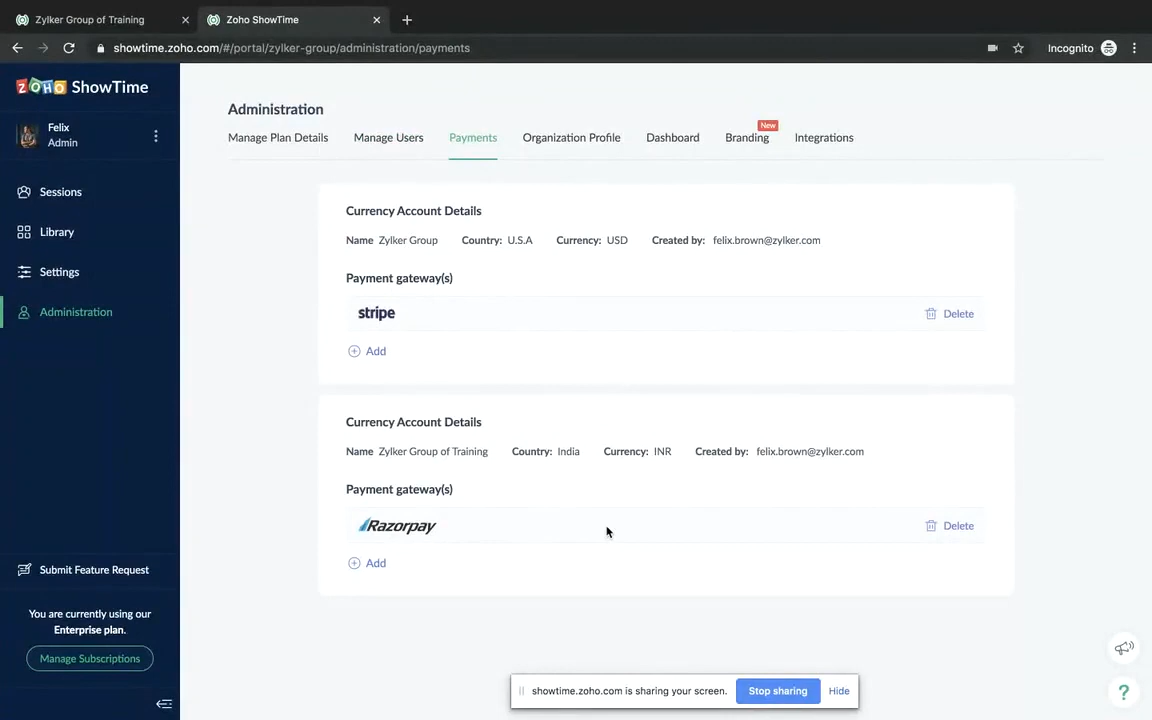 Zylker Group of Training
Zoho ShowTime
showtime.zoho.com/#/portal/zylker-group/administration/payments
Incognito
ZOHO ShowTime
Felix
Admin
Sessions
Library
Settings
Administration
Submit Feature Request
You are currently using our
Enterprise plan.
Manage Subscriptions
Administration
Manage Plan Details Manage Users Payments Organization Profile Dashboard Branding New Integrations
Currency Account Details
Name Zylker Group Country: U.S.A Currency: USD Created by: felix.brown@zylker.com
Payment gateway(s)
stripe Delete
Add
Currency Account Details
Name Zylker Group of Training Country: India Currency: INR Created by: felix.brown@zylker.com
Payment gateway(s)
Razorpay Delete
Add
?
showtime.zoho.com is sharing your screen. Stop sharing Hide